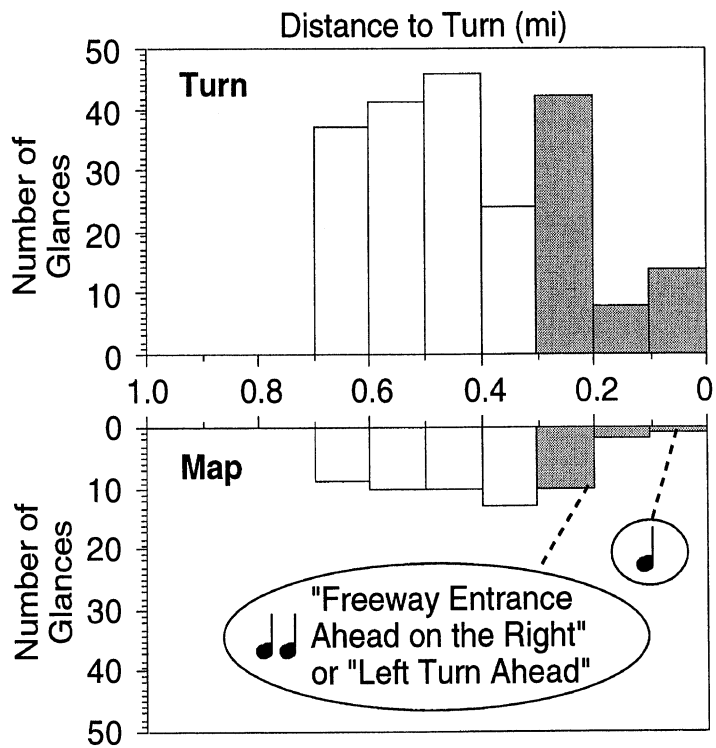 Distance to Turn (mi)
Turn
Number of
Glances
50
40
30
20
10
0
1.0 0.8 0.6 0.4 0.2 0
Map
Number of
Glances
0
10
20
30
40
50
"Freeway Entrance
Ahead on the Right"
or "Left Turn Ahead"